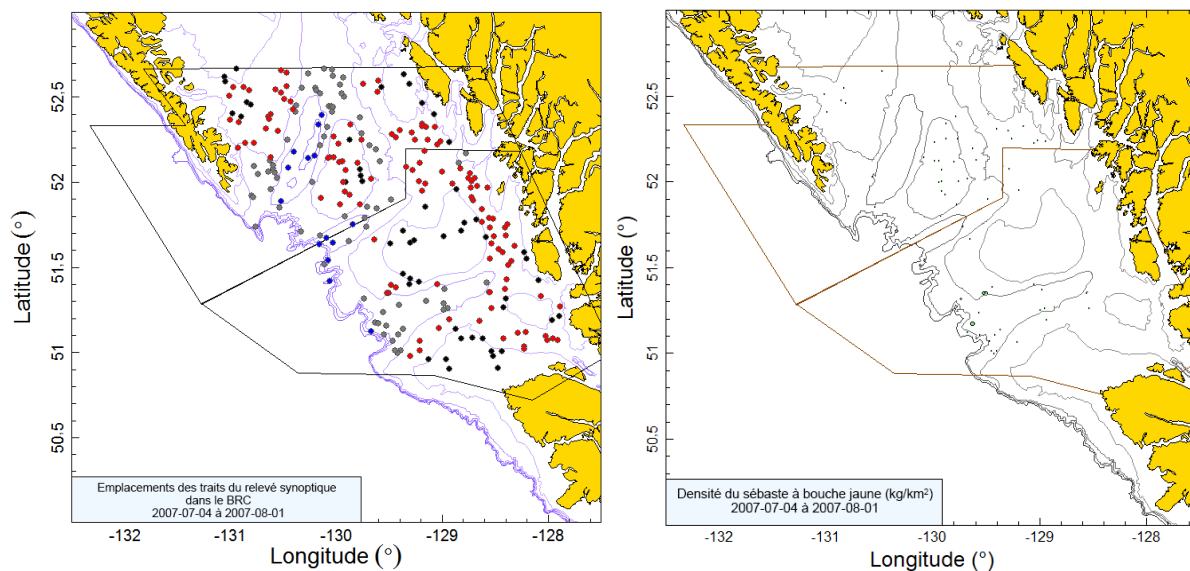 52.5
52
51.5
51
50.5
Latitude (°)
Emplacements des traits du relevé synoptique
dans le BRC
2007-07-04 à 2007-08-01
-132
-131
-130
-129
-128
Longitude (°)
52.5
52
51.5
51
50.5
Latitude (°)
Densité du sébaste à bouche jaune (kg/km²)
2007-07-04 à 2007-08-01
-132
-131
-130
-129
-128
Longitude (°)